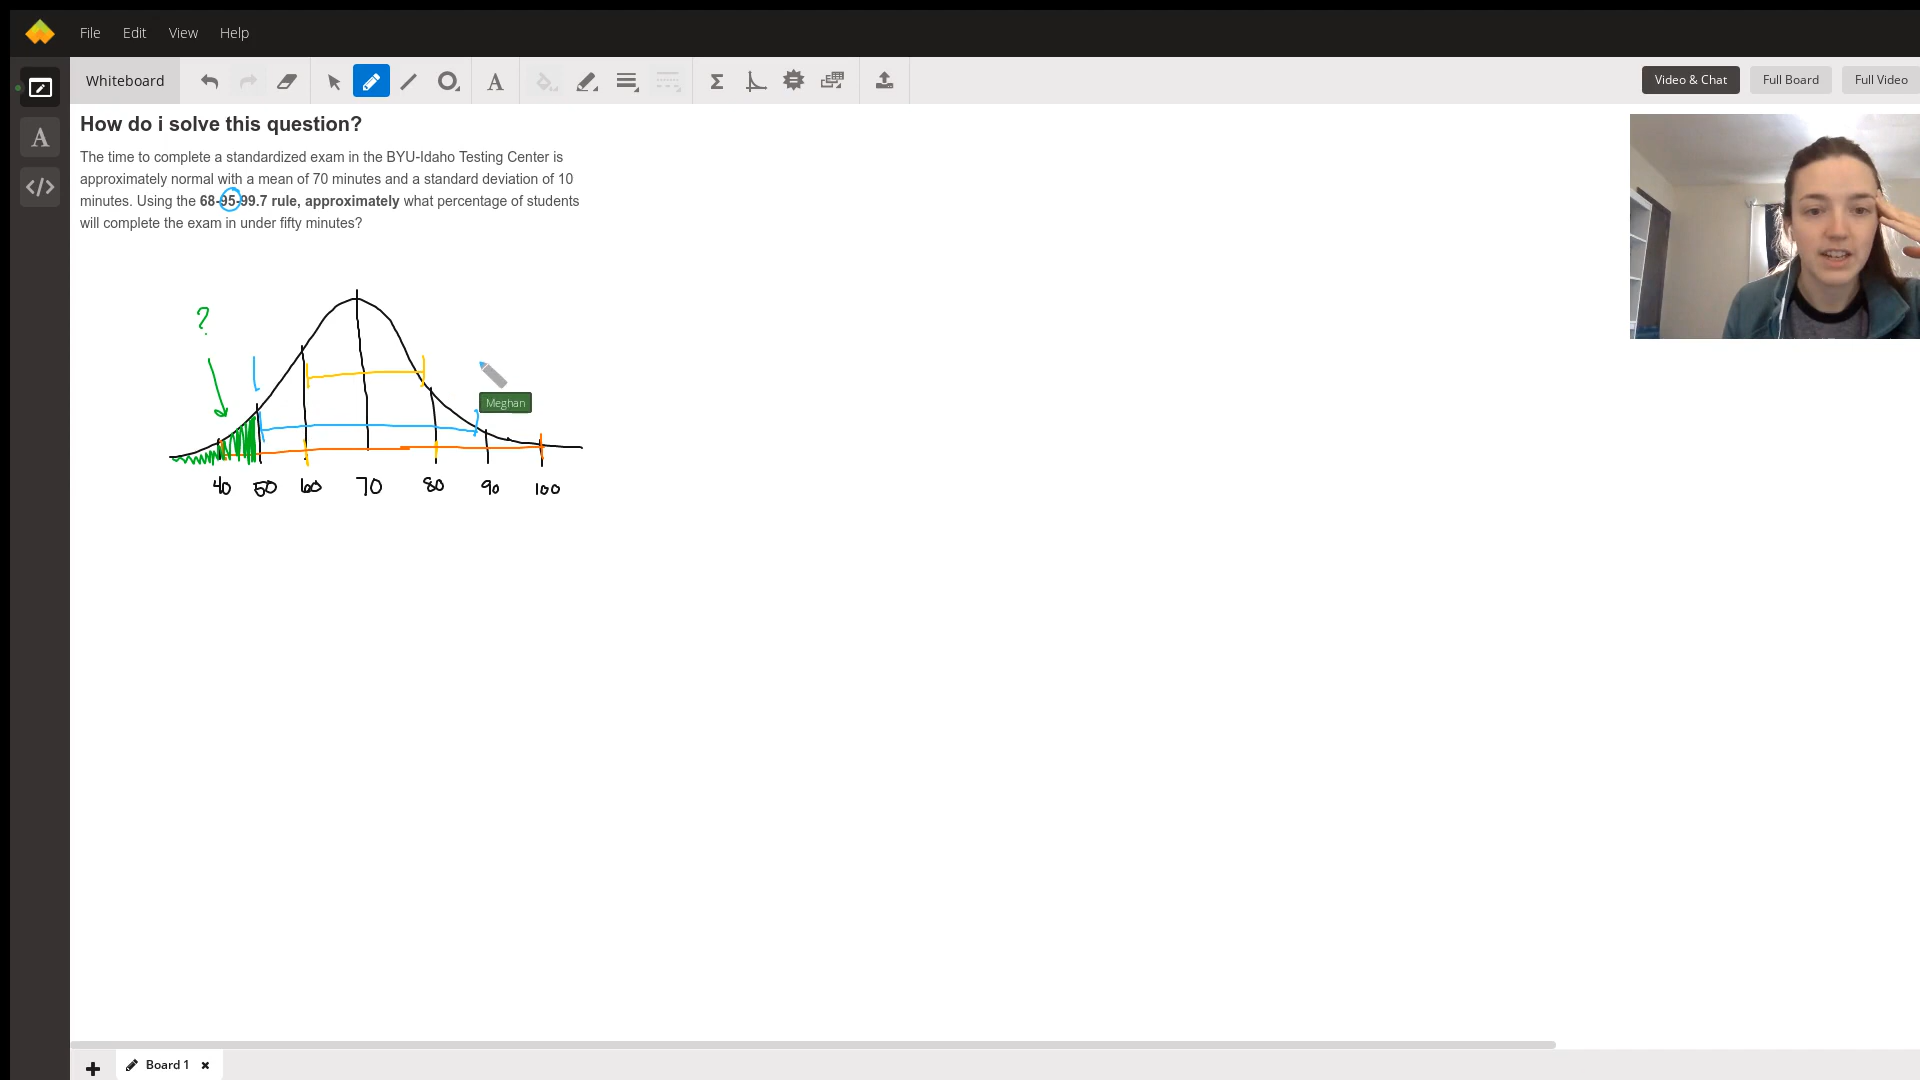 File Edit View Help
Whiteboard
A
Σ
Video & Chat Full Board Full Video
A
</>
How do i solve this question?
The time to complete a standardized exam in the BYU-Idaho Testing Center is
approximately normal with a mean of 70 minutes and a standard deviation of 10
minutes. Using the 68-95-99.7 rule, approximately what percentage of students
will complete the exam in under fifty minutes?
?
Meghan
40 50 60 70 80 90 100
Board 1